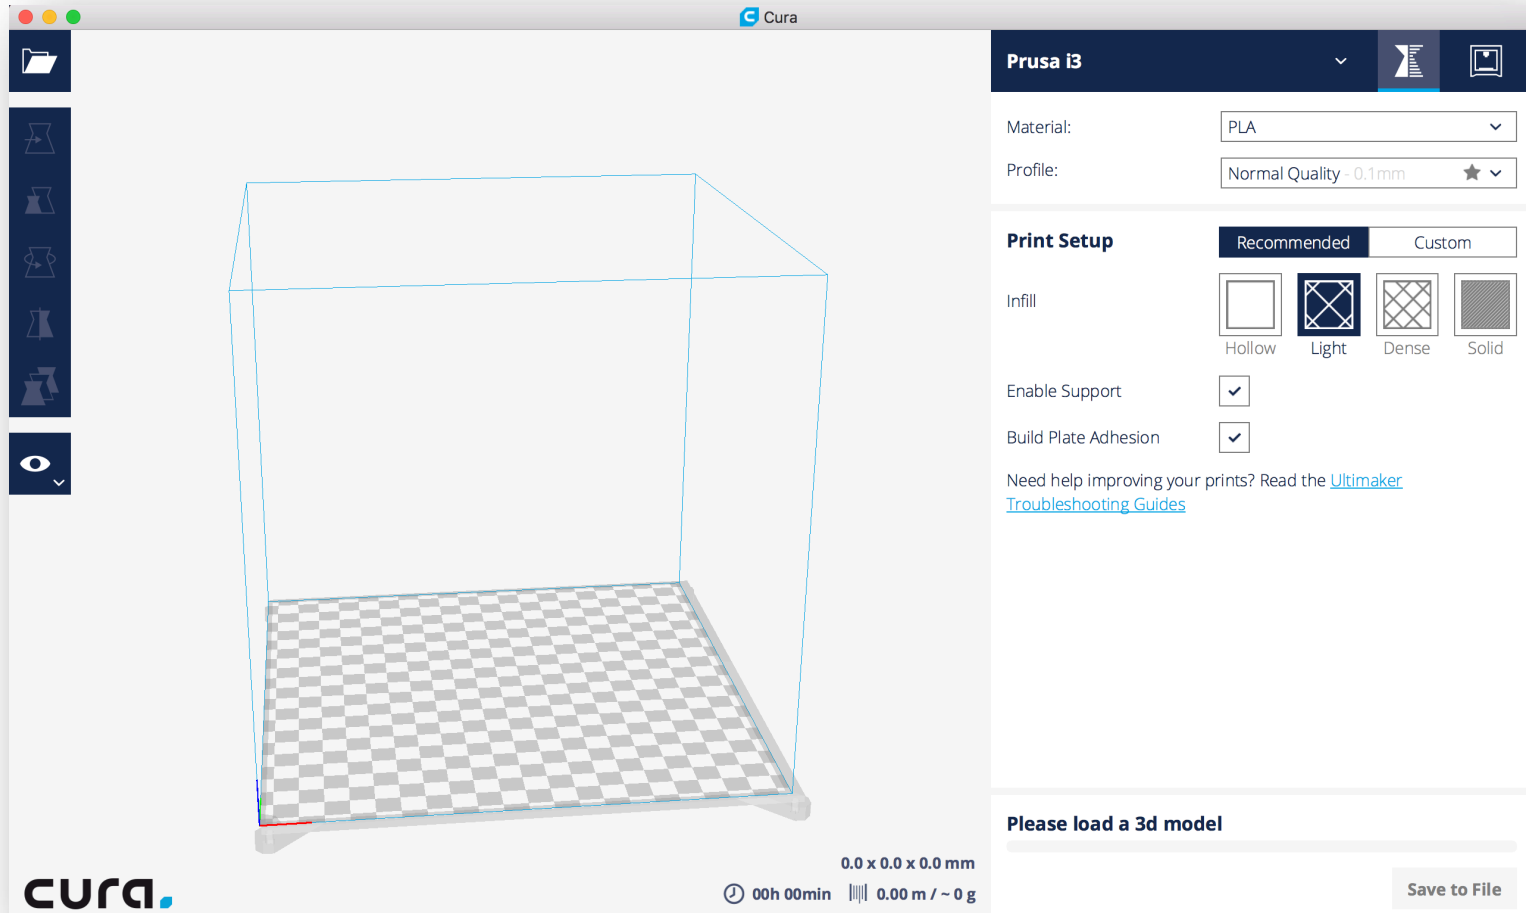 Cura
Prusa i3
Material:
PLA
Profile:
Normal Quality - 0.1mm
Print Setup
Recommended
Custom
Infill
Hollow
Light
Dense
Solid
Enable Support
Build Plate Adhesion
Need help improving your prints? Read the Ultimaker
Troubleshooting Guides
Please load a 3d model
0.0 x 0.0 x 0.0 mm
00h 00min
0.00 m / ~ 0 g
Save to File
cura.